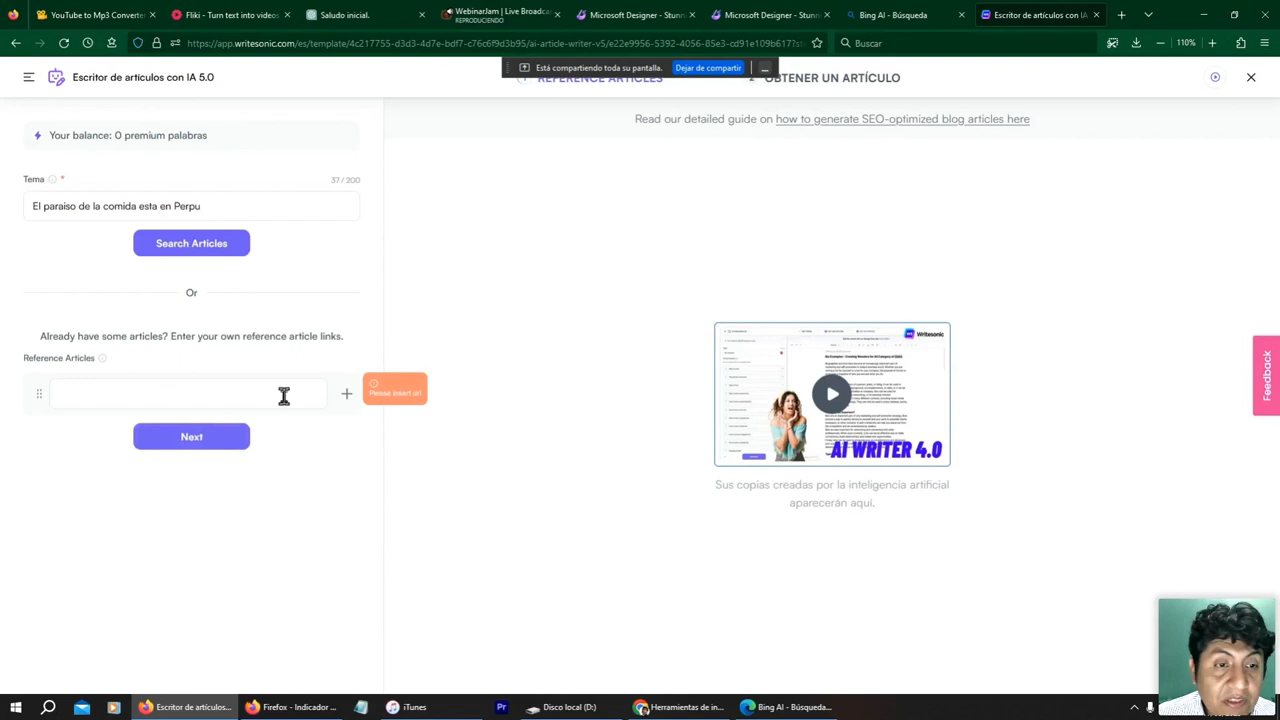 YouTube to Mp3 Converter
Fliki - Turn text into videos
Saludo inicial.
WebinarJam | Live Broadcas
REPRODUCIENDO
Microsoft Designer - Stunn
Microsoft Designer - Stunn
Bing AI - Búsqueda
Escritor de artículos con IA
https://app.writesonic.com/es/template/4c217755-d3d3-4d7e-bdf7-c76c6f9d3b95/ai-article-writer-v5/e22e9956-5392-4056-85e3-cd91e109b617?st
Buscar
110%
Escritor de artículos con IA 5.0
Está compartiendo toda su pantalla.
Dejar de compartir
REFERENCE ARTICLES
2 OBTENER UN ARTÍCULO
Your balance: 0 premium palabras
Read our detailed guide on how to generate SEO-optimized blog articles here
Tema *
37 / 200
El paraiso de la comida esta en Perpu
Search Articles
Or
Already have some articles? Enter your own reference article links.
Reference Articles
Please insert url
Next
Writesonic
AI WRITER 4.0
Sus copias creadas por la inteligencia artificial
aparecerán aquí.
Escritor de artículos...
Firefox - Indicador ...
iTunes
Pr
Disco local (D:)
Herramientas de in...
Bing AI - Búsqueda...